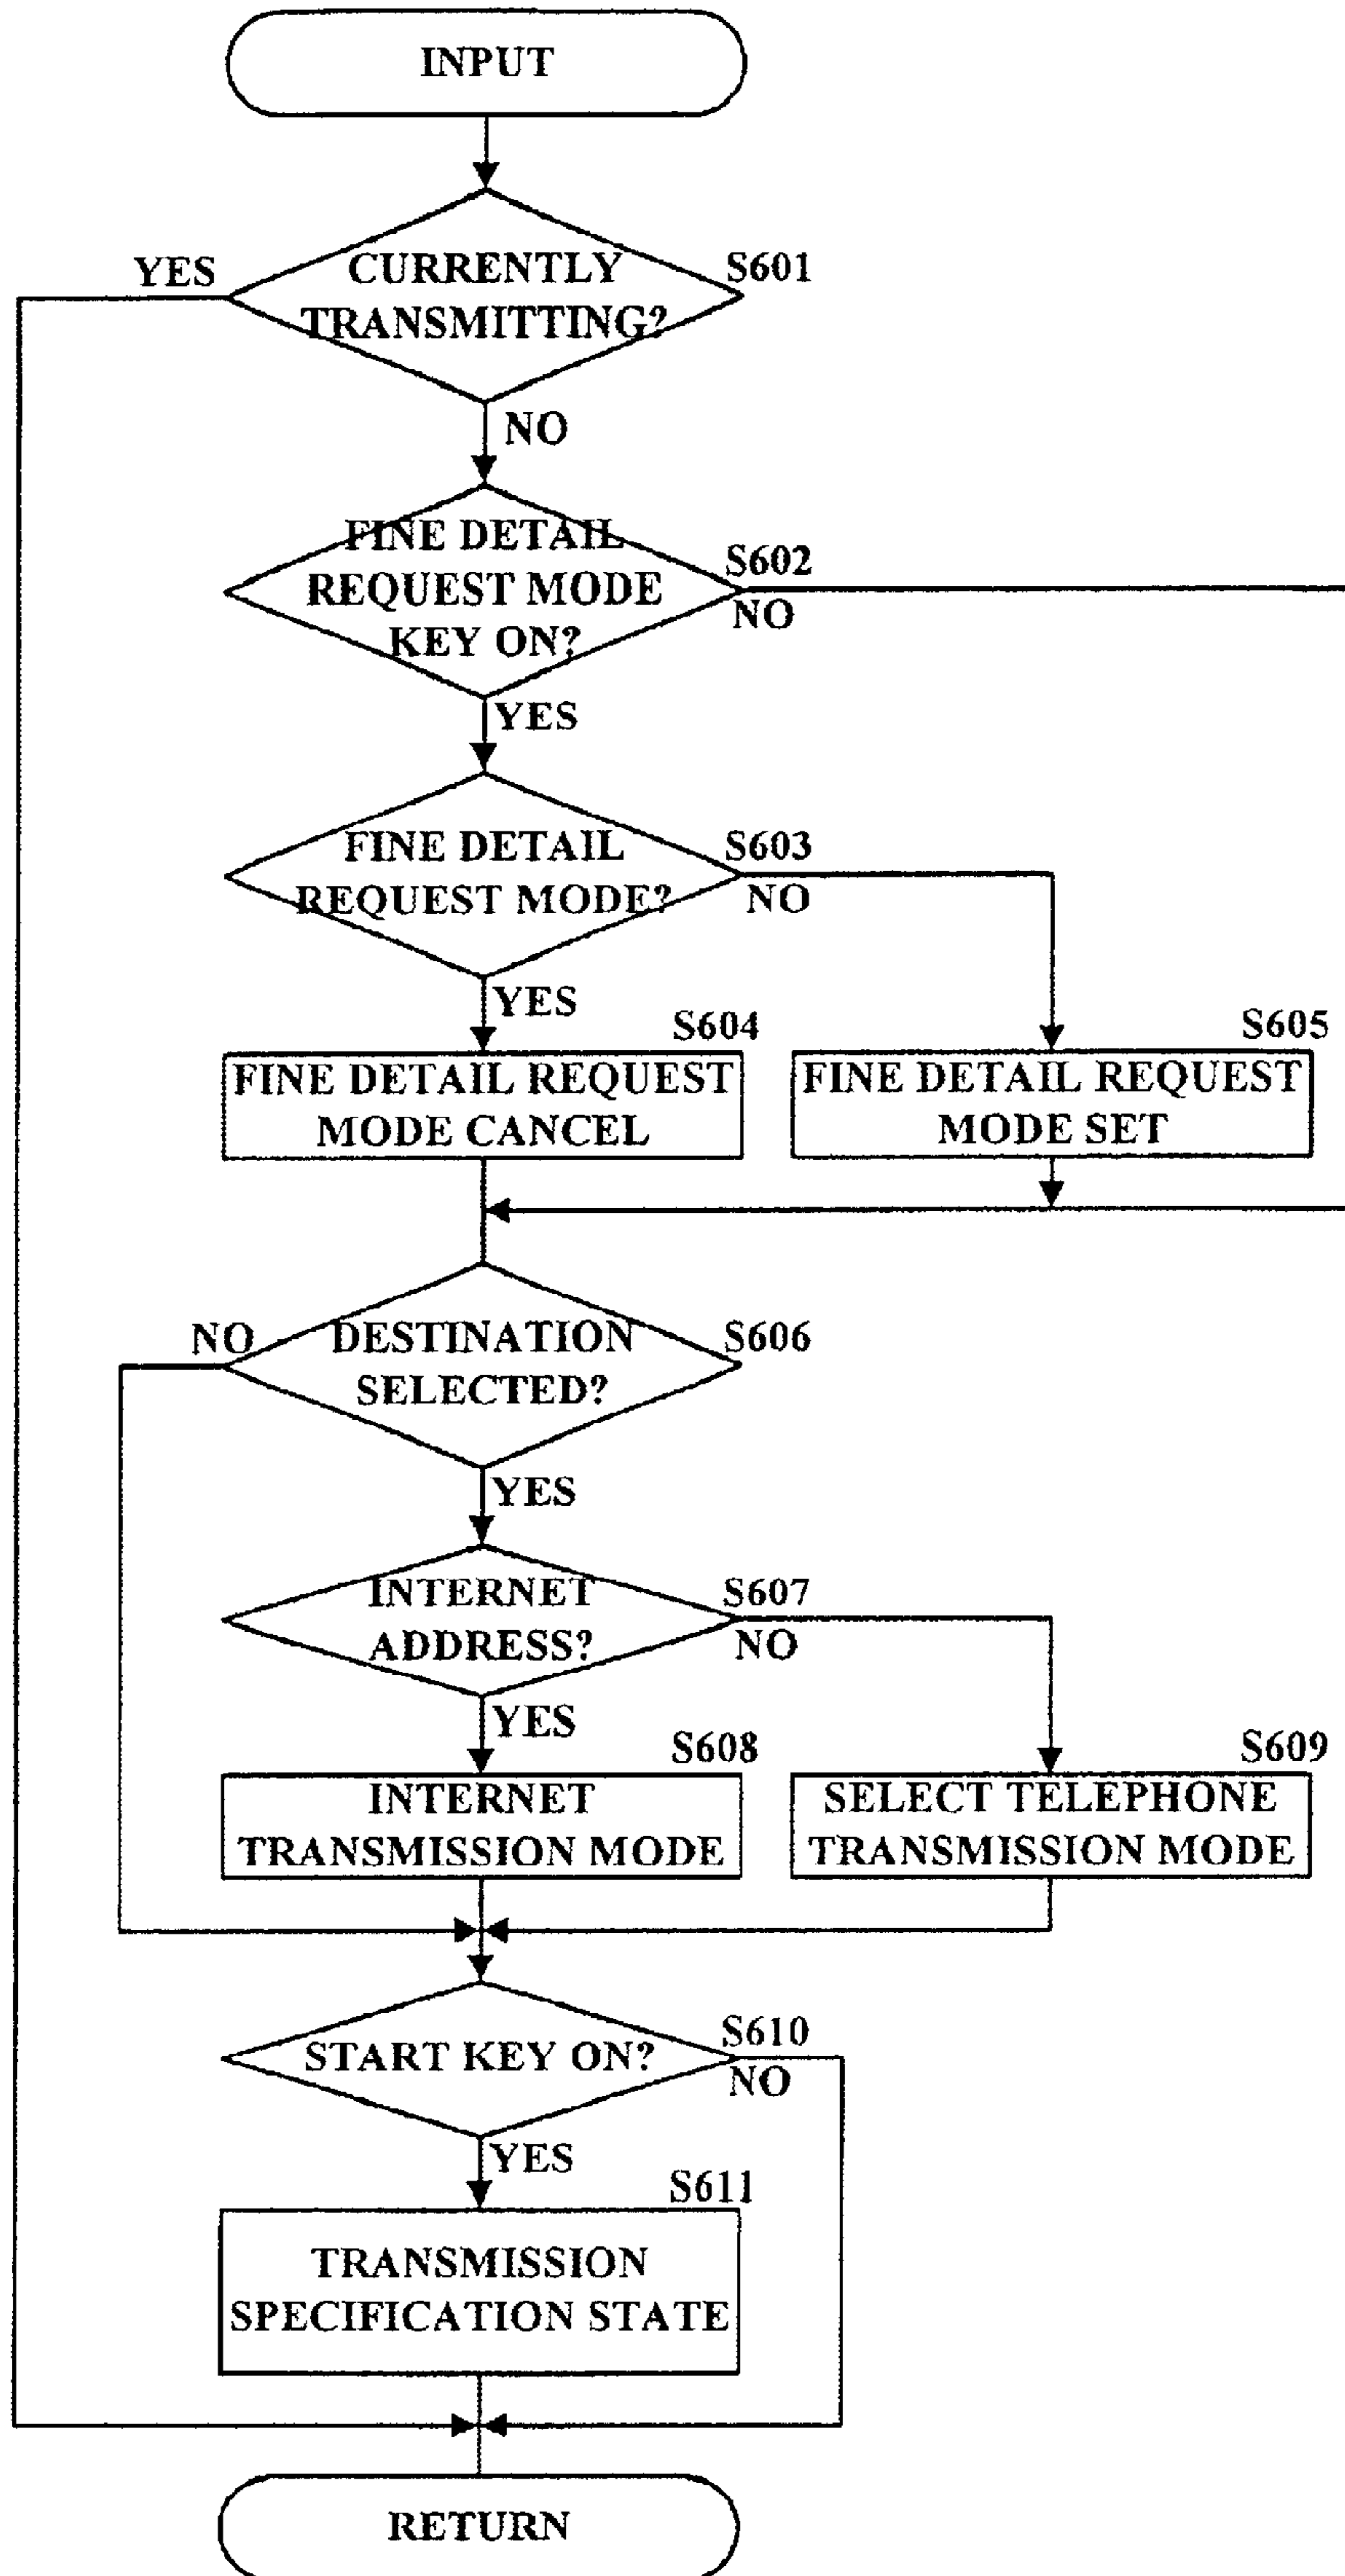 INPUT
YES
CURRENTLY
TRANSMITTING?
S601
NO
FINE DETAIL
REQUEST MODE
KEY ON?
S602
NO
YES
FINE DETAIL
REQUEST MODE?
S603
NO
YES
S604
FINE DETAIL REQUEST
MODE CANCEL
S605
FINE DETAIL REQUEST
MODE SET
NO
DESTINATION
SELECTED?
S606
YES
INTERNET
ADDRESS?
S607
NO
YES
S608
INTERNET
TRANSMISSION MODE
S609
SELECT TELEPHONE
TRANSMISSION MODE
START KEY ON?
S610
NO
YES
S611
TRANSMISSION
SPECIFICATION STATE
RETURN